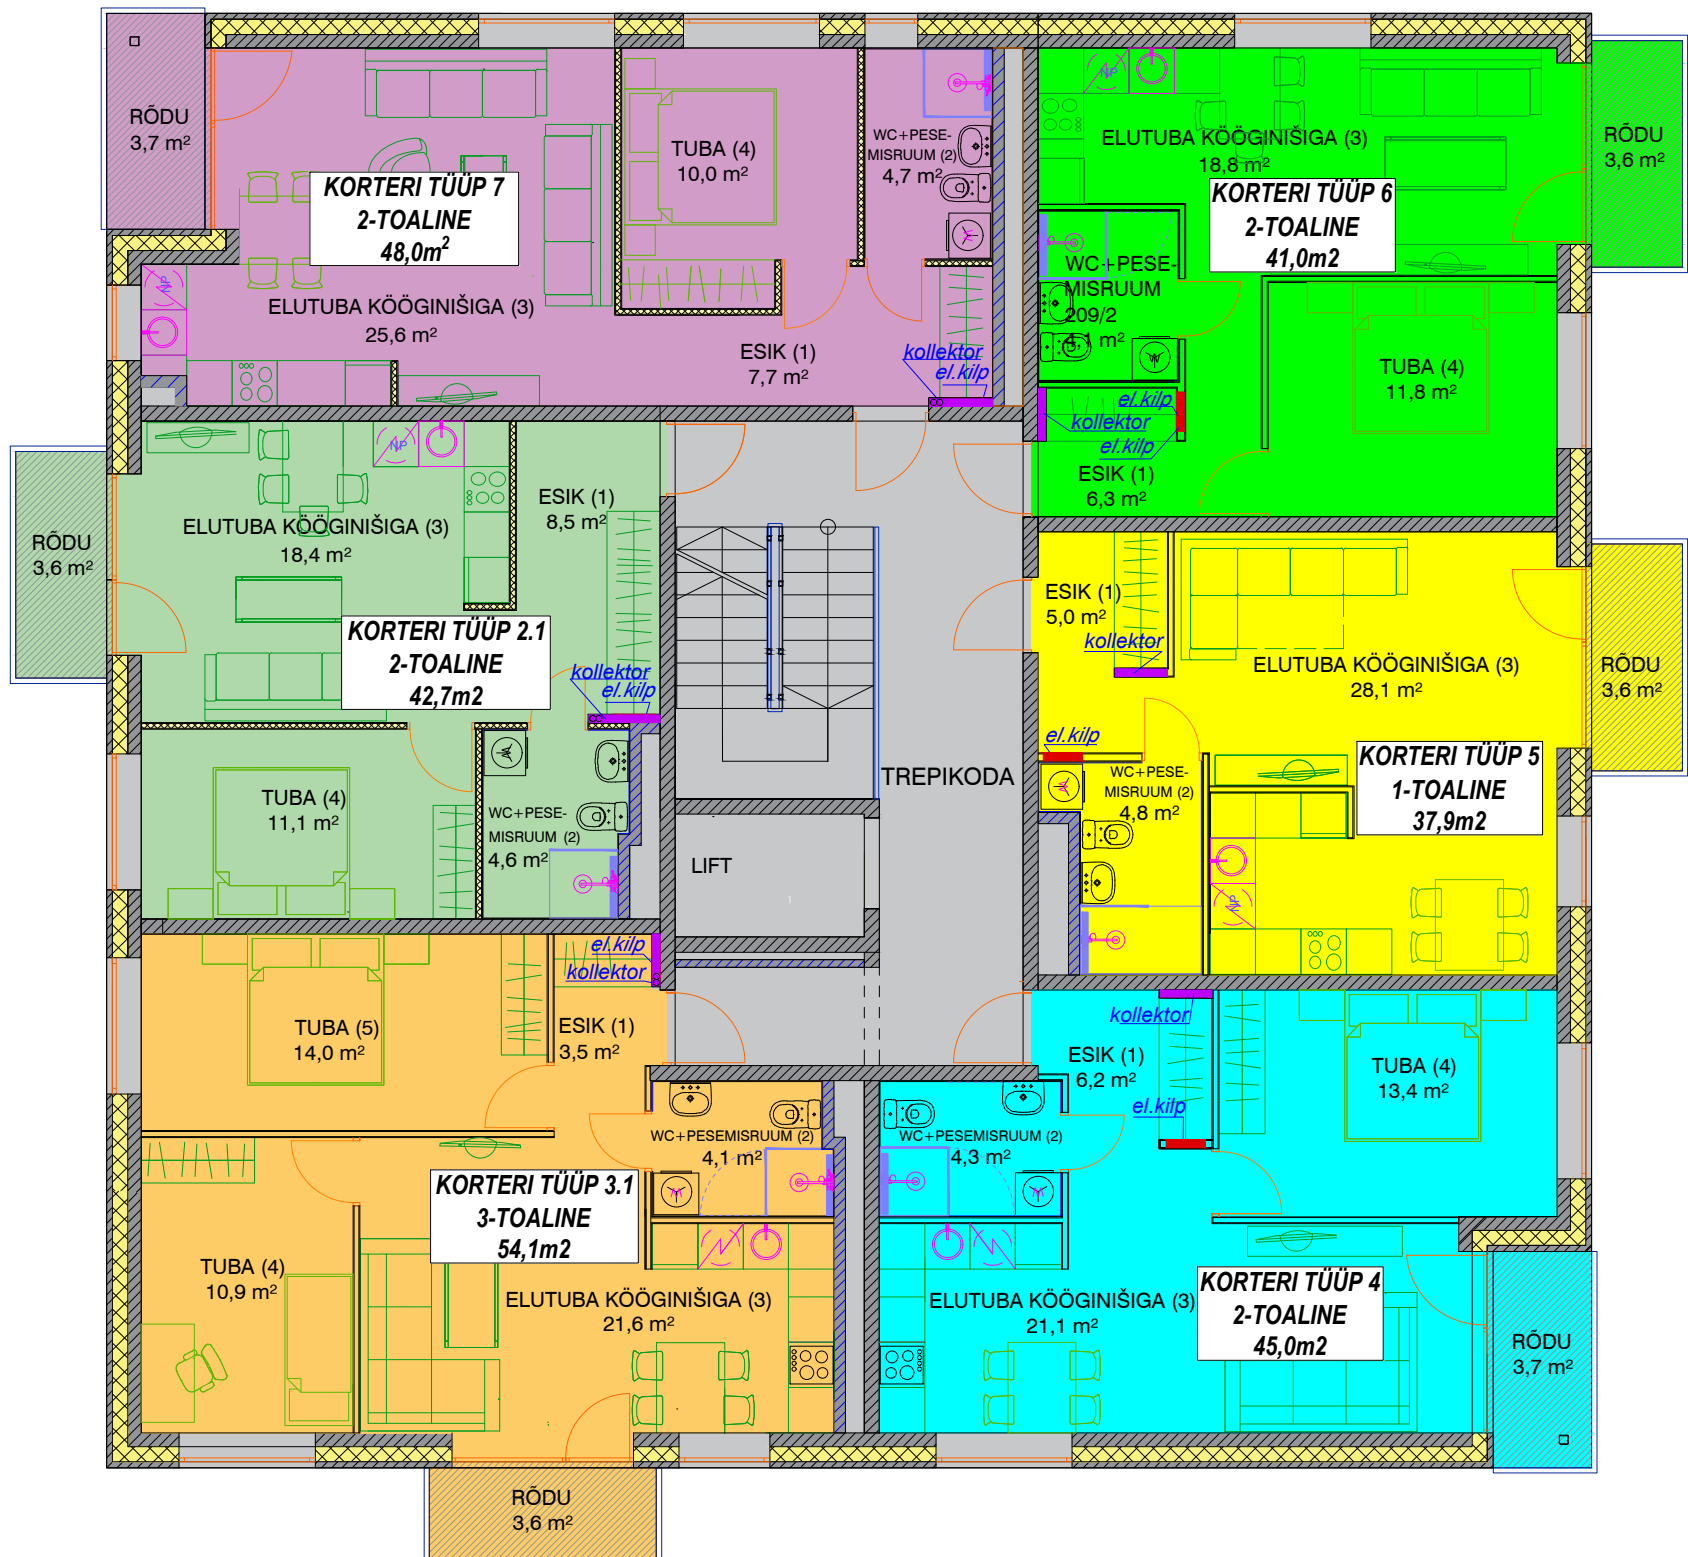 RÕDU
3,7 m²
KORTERI TÜÜP 7
2-TOALINE
48,0m²
ELUTUBA KÖÖGINIŠIGA (3)
25,6 m²
NP
TUBA (4)
10,0 m²
WC+PESE-
MISRUUM (2)
4,7 m²
ESIK (1)
7,7 m²
kollektor
el.kilp
NP
ELUTUBA KÖÖGINIŠIGA (3)
18,8 m²
KORTERI TÜÜP 6
2-TOALINE
41,0m2
RÕDU
3,6 m²
WC+PESE-
MISRUUM
209/2
4,1 m²
TUBA (4)
11,8 m²
el.kilp
kollektor
el.kilp
ESIK (1)
6,3 m²
RÕDU
3,6 m²
NP
ELUTUBA KÖÖGINIŠIGA (3)
18,4 m²
ESIK (1)
8,5 m²
KORTERI TÜÜP 2.1
2-TOALINE
42,7m2
kollektor
el.kilp
TUBA (4)
11,1 m²
WC+PESE-
MISRUUM (2)
4,6 m²
TREPIKODA
LIFT
1
ESIK (1)
5,0 m²
kollektor
ELUTUBA KÖÖGINIŠIGA (3)
28,1 m²
RÕDU
3,6 m²
el.kilp
WC+PESE-
MISRUUM (2)
4,8 m²
KORTERI TÜÜP 5
1-TOALINE
37,9m2
NP
el.kilp
kollektor
TUBA (5)
14,0 m²
ESIK (1)
3,5 m²
WC+PESEMISRUUM (2)
4,1 m²
KORTERI TÜÜP 3.1
3-TOALINE
54,1m2
TUBA (4)
10,9 m²
ELUTUBA KÖÖGINIŠIGA (3)
21,6 m²
RÕDU
3,6 m²
kollektor
ESIK (1)
6,2 m²
el.kilp
TUBA (4)
13,4 m²
WC+PESEMISRUUM (2)
4,3 m²
ELUTUBA KÖÖGINIŠIGA (3)
21,1 m²
KORTERI TÜÜP 4
2-TOALINE
45,0m2
RÕDU
3,7 m²